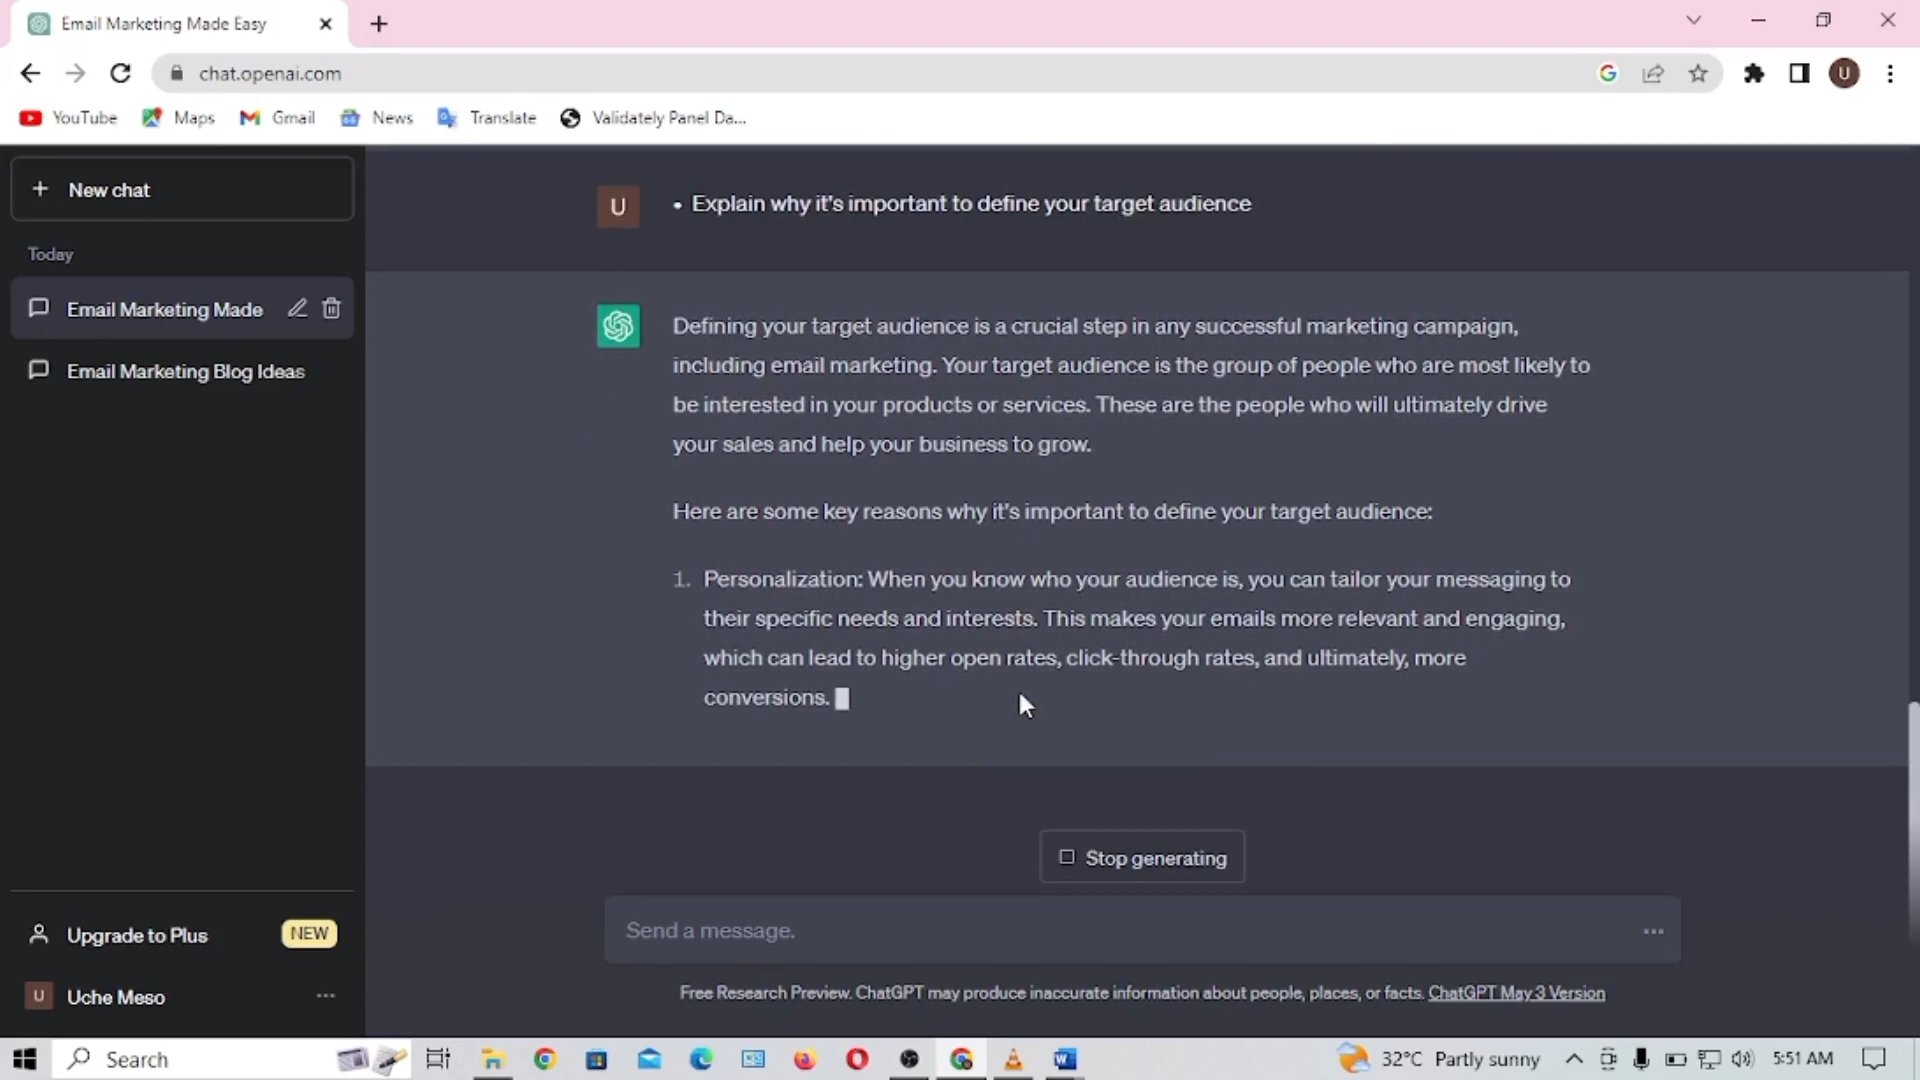 Email Marketing Made Easy
chat.openai.com
G
U
YouTube
Maps
Gmail
News
Translate
Validately Panel Da...
+ New chat
Today
Email Marketing Made
Email Marketing Blog Ideas
U
• Explain why it's important to define your target audience
Defining your target audience is a crucial step in any successful marketing campaign,
including email marketing. Your target audience is the group of people who are most likely to
be interested in your products or services. These are the people who will ultimately drive
your sales and help your business to grow.
Here are some key reasons why it's important to define your target audience:
1. Personalization: When you know who your audience is, you can tailor your messaging to
their specific needs and interests. This makes your emails more relevant and engaging,
which can lead to higher open rates, click-through rates, and ultimately, more
conversions.
Stop generating
Send a message.
Free Research Preview. ChatGPT may produce inaccurate information about people, places, or facts. ChatGPT May 3 Version
Upgrade to Plus
NEW
U
Uche Meso
Search
W
32°C Partly sunny
5:51 AM